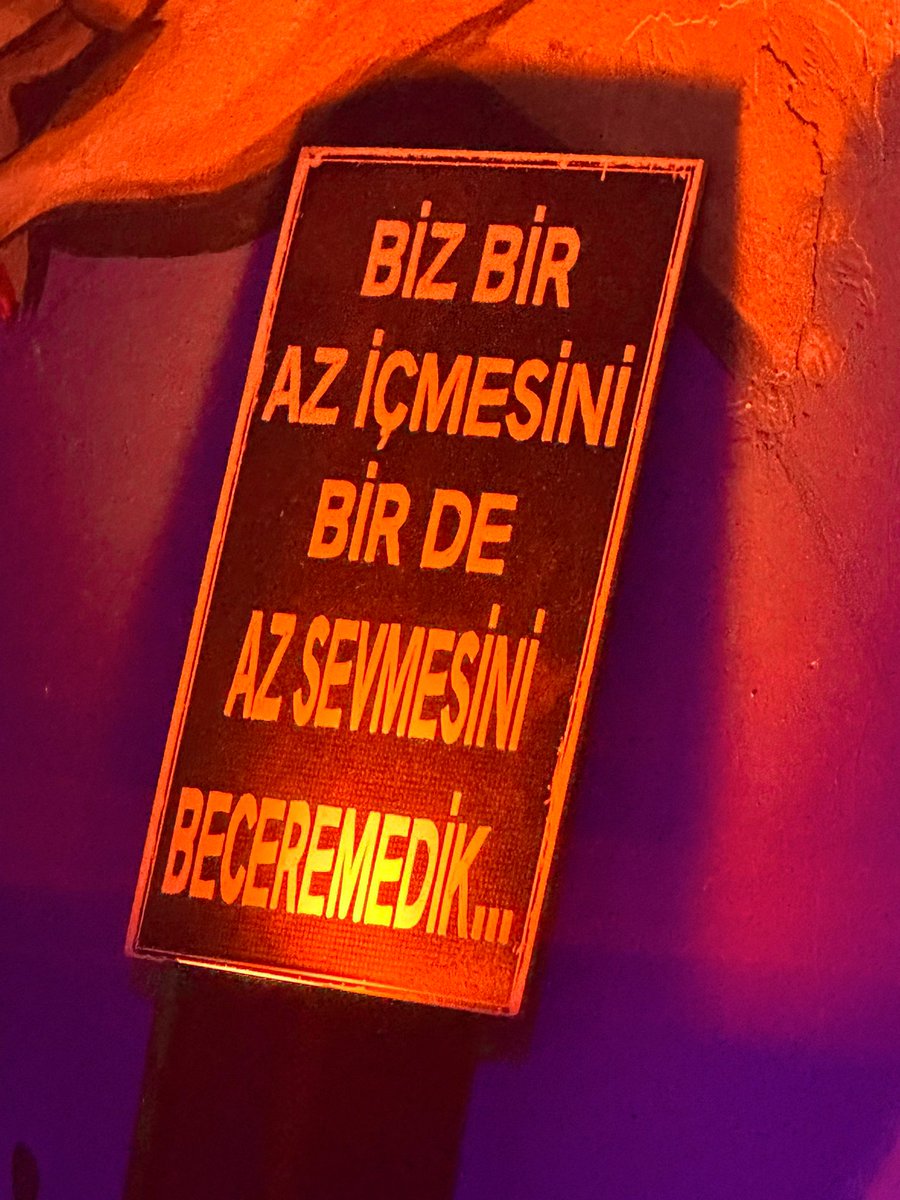 BİZ BİR
AZ İÇMESİNİ
BİR DE
AZ SEVMESİNİ
BECEREMEDİK...